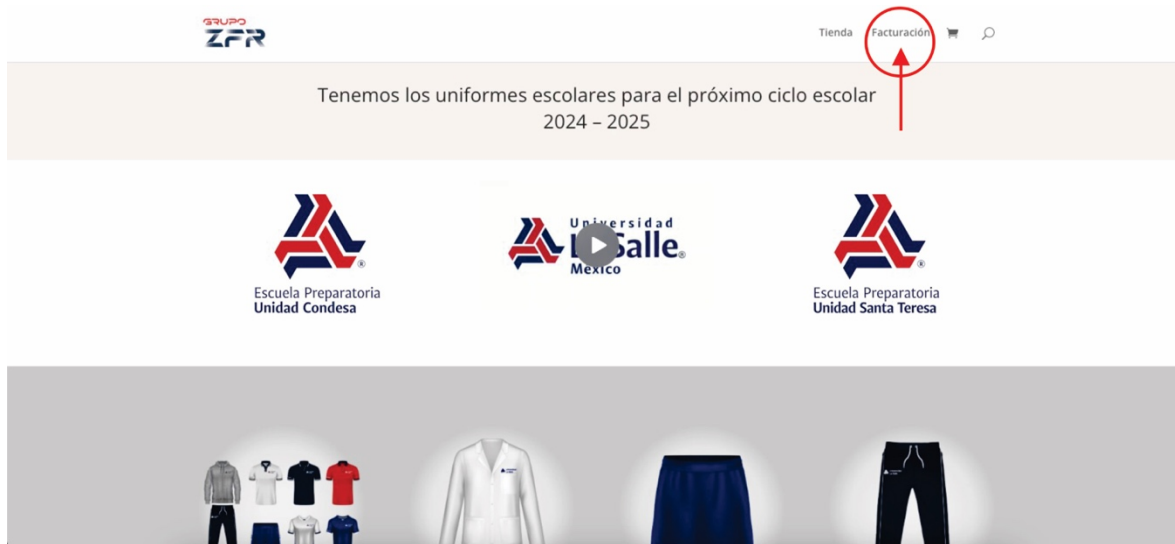 GRUPO
ZFR
Tienda Facturación
Tenemos los uniformes escolares para el próximo ciclo escolar
2024 – 2025
Escuela Preparatoria
Unidad Condesa
Universidad
Salle®
México
Escuela Preparatoria
Unidad Santa Teresa